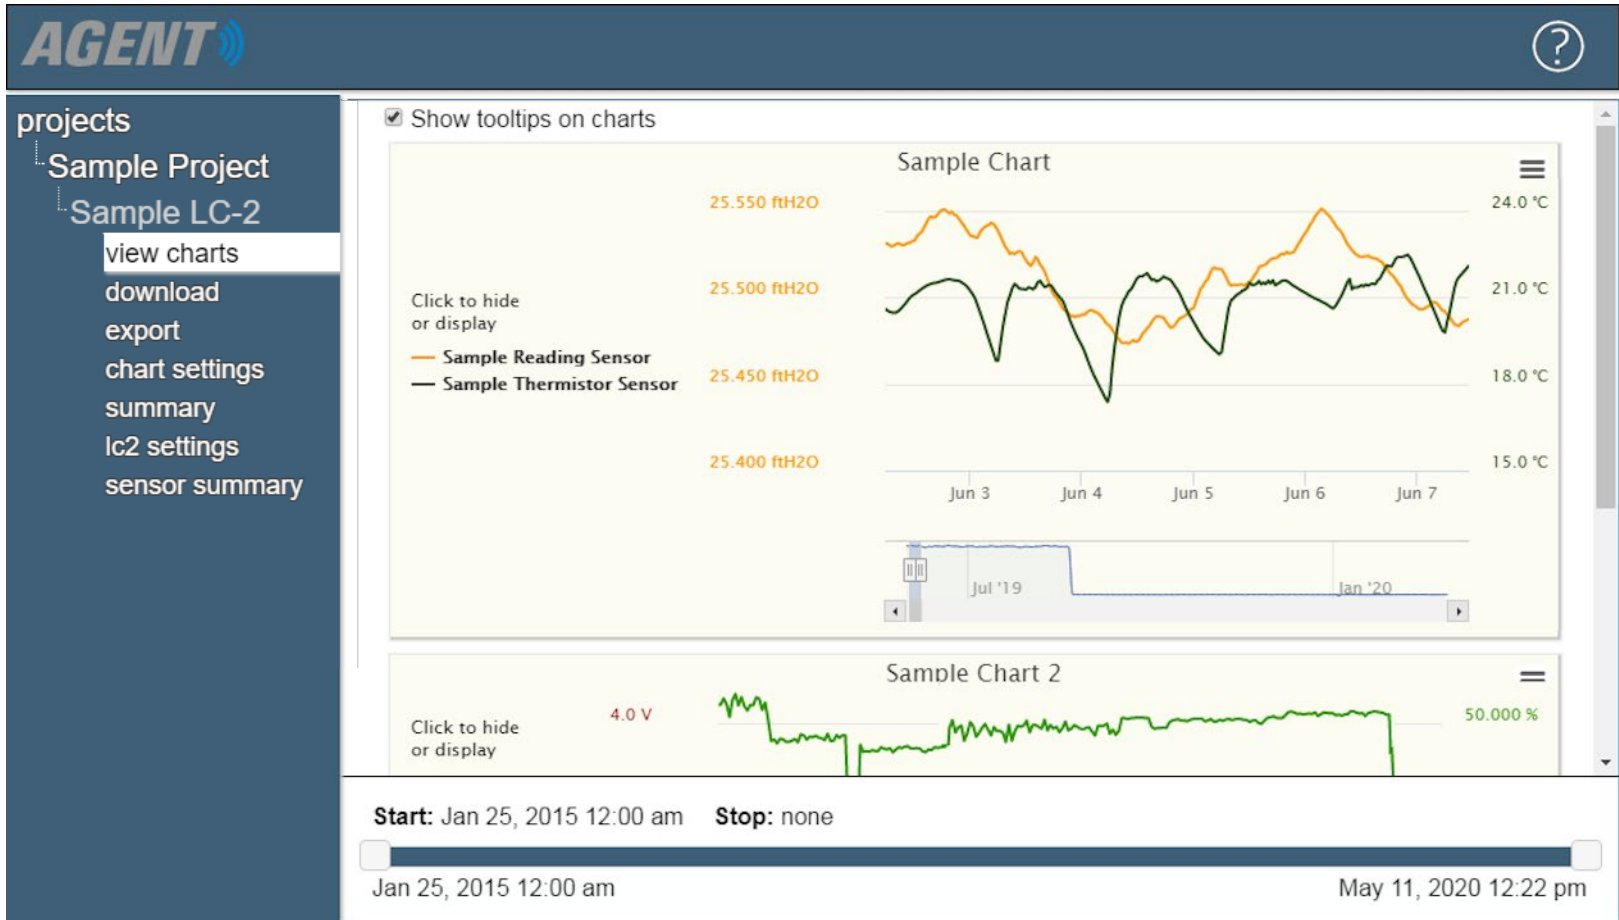 AGENT
?
projects
Sample Project
Sample LC-2
view charts
download
export
chart settings
summary
lc2 settings
sensor summary
Show tooltips on charts
Sample Chart
25.550 ftH2O
24.0 °C
25.500 ftH2O
21.0 °C
Click to hide
or display
Sample Reading Sensor
Sample Thermistor Sensor
25.450 ftH2O
18.0 °C
25.400 ftH2O
15.0 °C
Jun 3 Jun 4 Jun 5 Jun 6 Jun 7
Jul '19 Jan '20
Sample Chart 2
4.0 V
50.000 %
Click to hide
or display
Start: Jan 25, 2015 12:00 am Stop: none
Jan 25, 2015 12:00 am May 11, 2020 12:22 pm